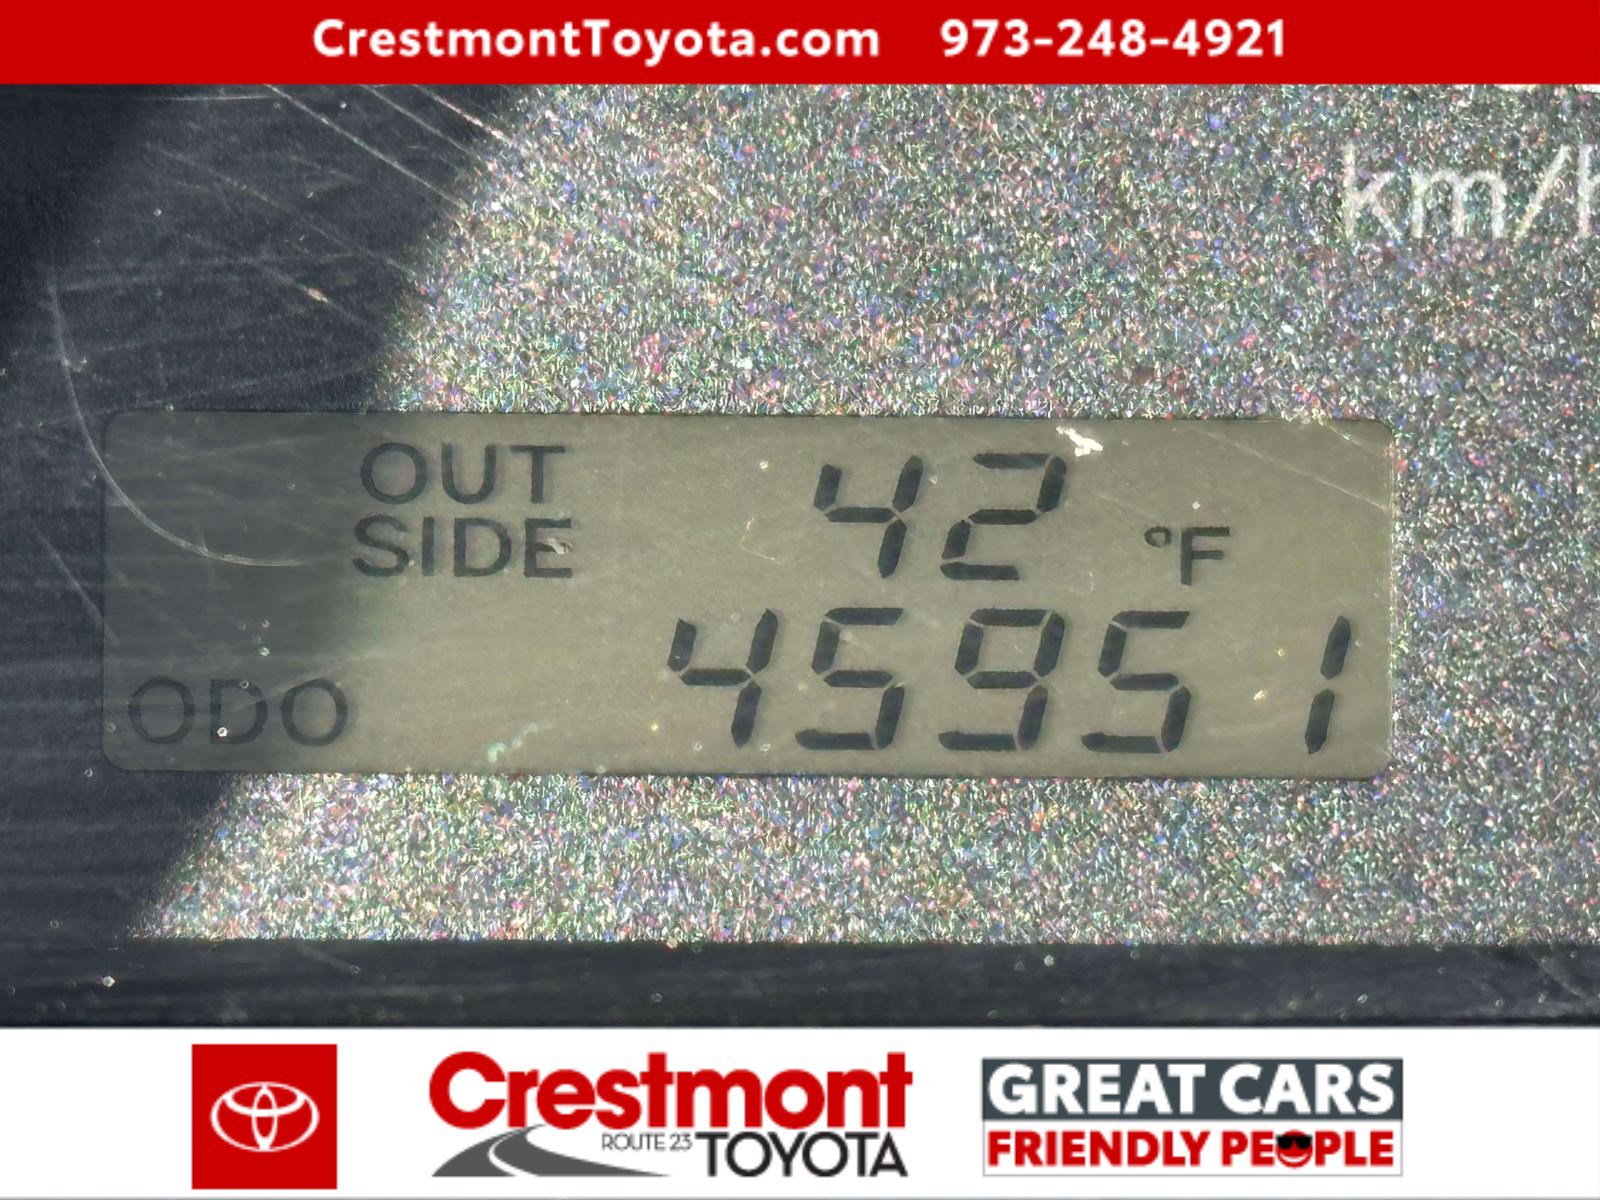 CrestmontToyota.com 973-248-4921
km/h
OUT SIDE 42 °F
ODO 45951
Crestmont
ROUTE 23 TOYOTA
GREAT CARS
FRIENDLY PEOPLE